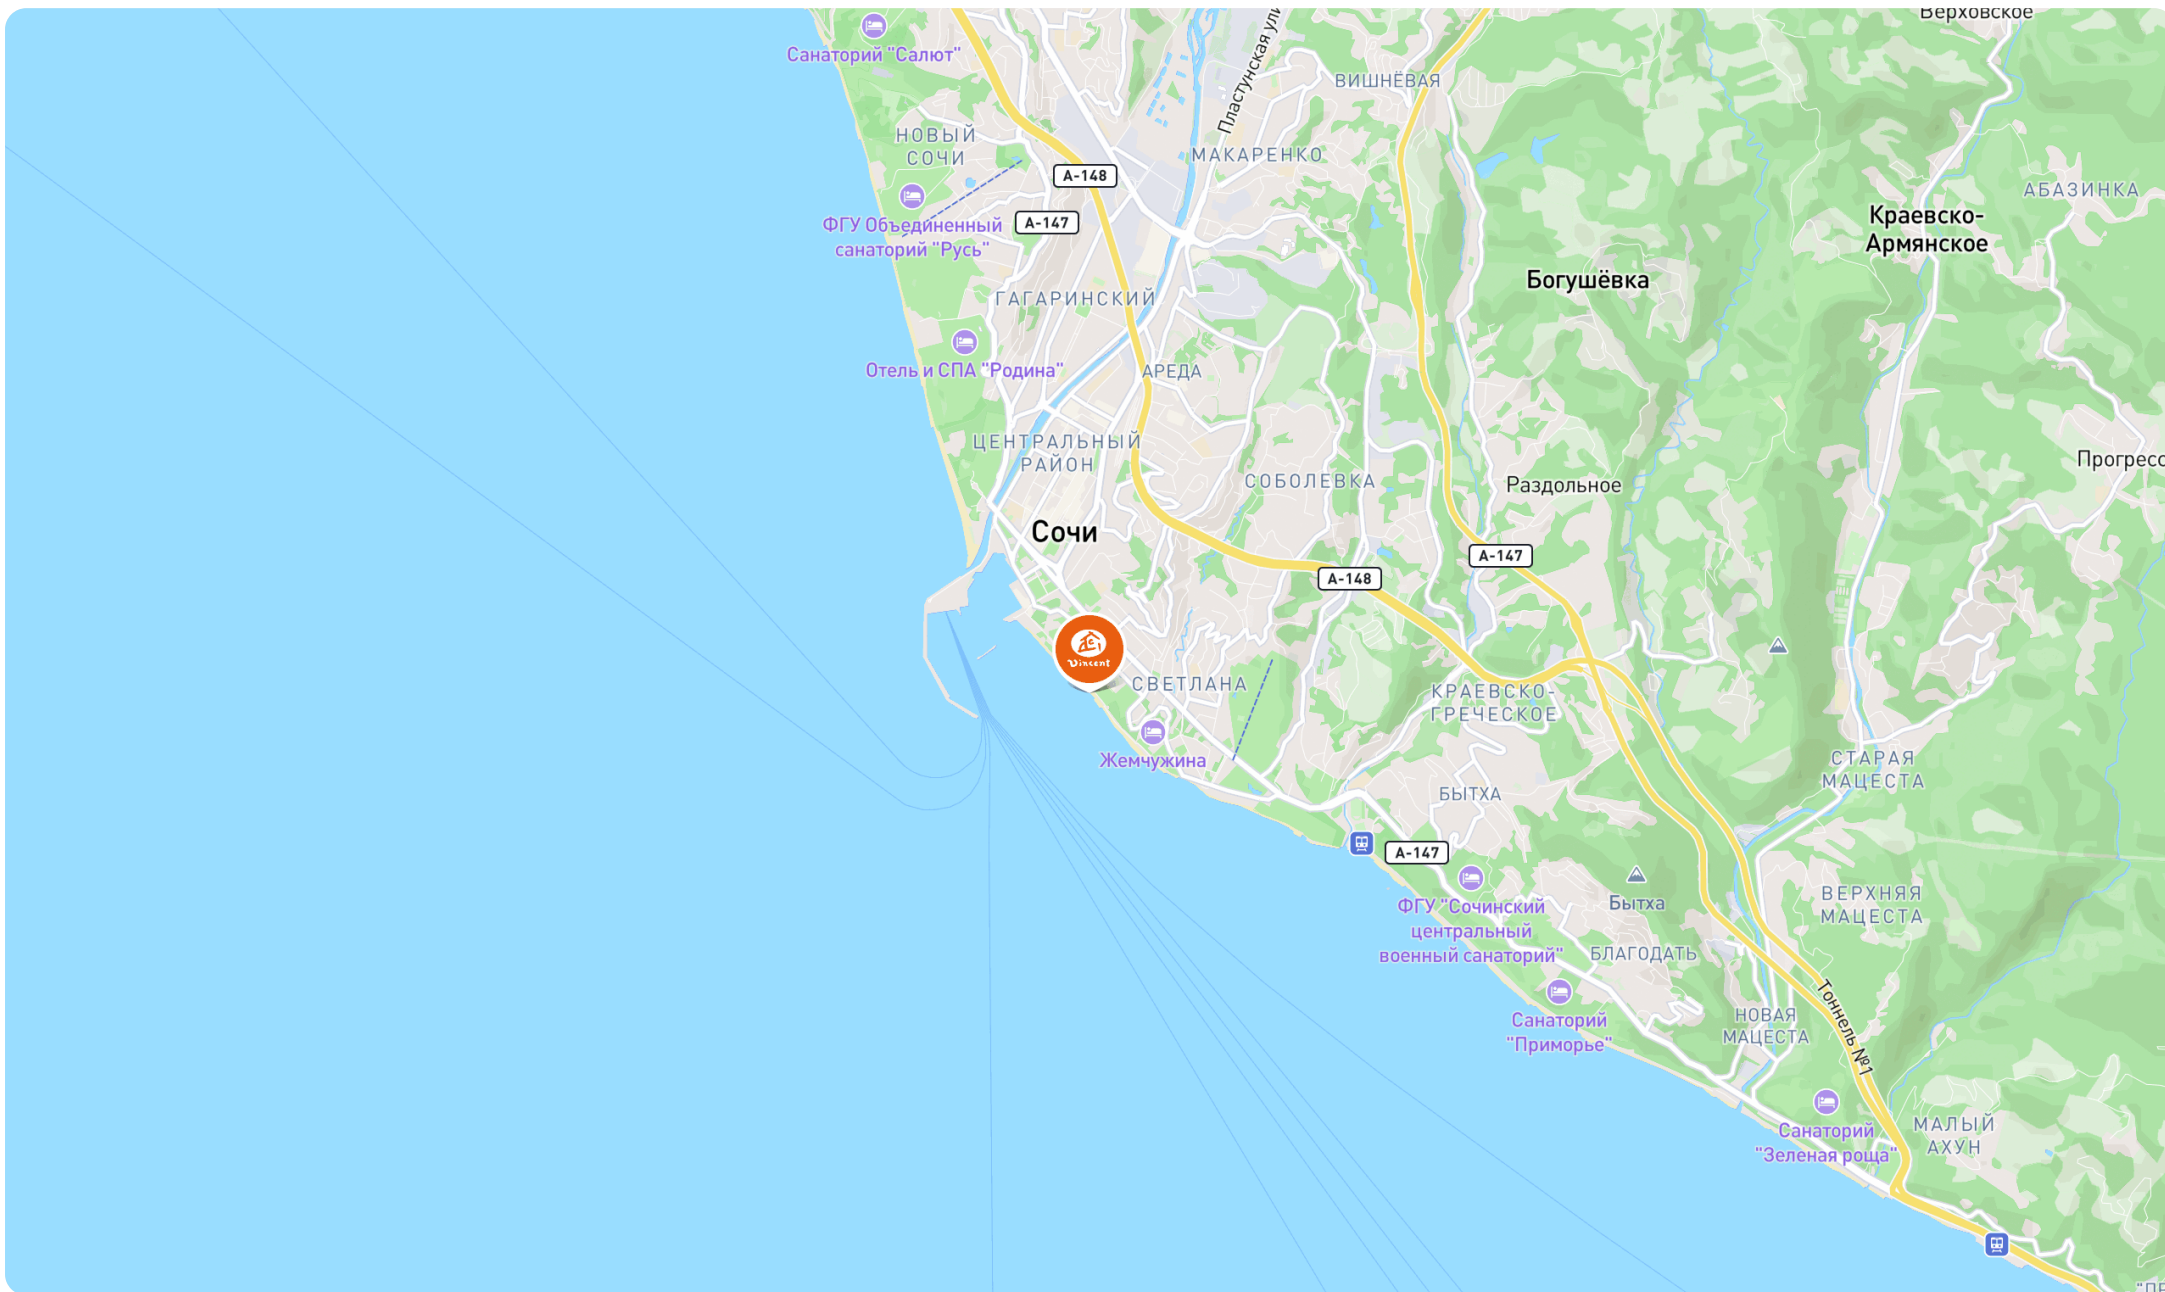 Верховское
Санаторий "Салют"
Пластунская ули
ВИШНЁВАЯ
НОВЫЙ
СОЧИ
МАКАРЕНКО
А-148
АБАЗИНКА
ФГУ Объединенный
санаторий "Русь"
А-147
Краевско-
Армянское
Богушёвка
ГАГАРИНСКИЙ
Отель и СПА "Родина"
АРЕДА
ЦЕНТРАЛЬНЫЙ
РАЙОН
СОБОЛЕВКА
Раздольное
Прогресс
Сочи
А-147
А-148
Vincent
СВЕТЛАНА
КРАЕВСКО-
ГРЕЧЕСКОЕ
Жемчужина
СТАРАЯ
МАЦЕСТА
БЫТХА
А-147
ФГУ "Сочинский
центральный
военный санаторий"
Бытха
ВЕРХНЯЯ
МАЦЕСТА
БЛАГОДАТЬ
Санаторий
"Приморье"
НОВАЯ
МАЦЕСТА
Тоннель №1
Санаторий
"Зеленая роща"
МАЛЫЙ
АХУН